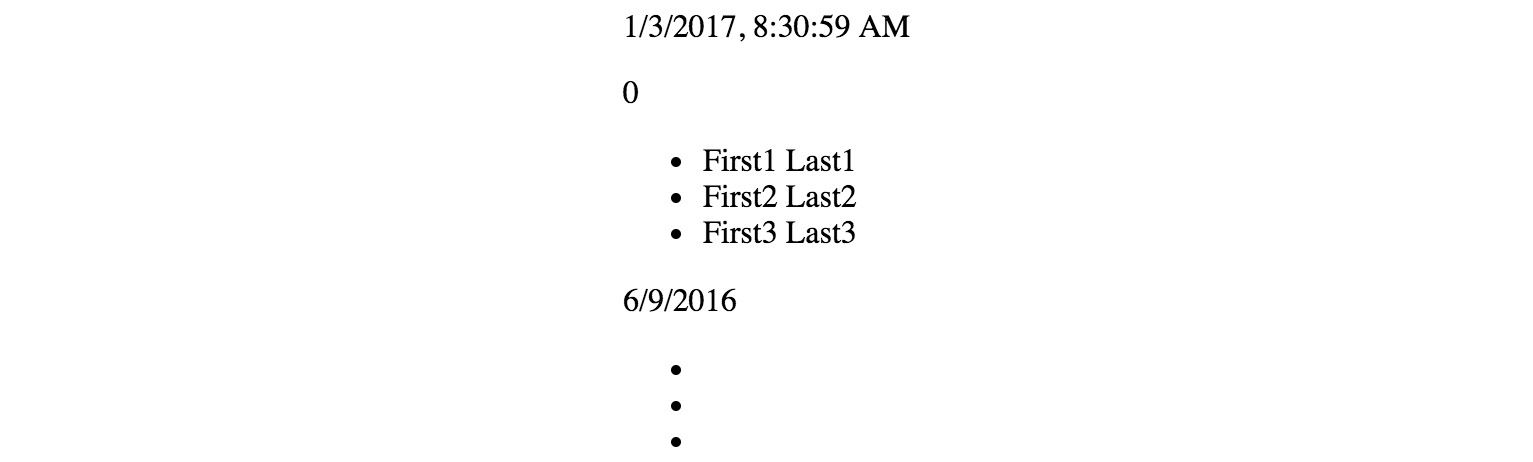 1/3/2017, 8:30:59 AM
0
• First1 Last1
• First2 Last2
• First3 Last3
6/9/2016
•
•
•